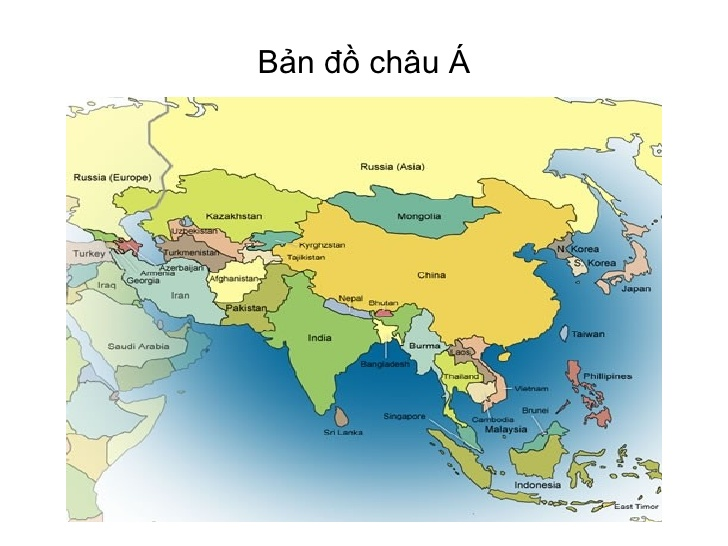 Bản đồ châu Á
Russia (Asia)
Russia (Europe)
Kazakhstan
Mongolia
Uzbekistan
Kyrghzstan
Turkey
Turkmenistan
Tajikistan
Azerbaijan
Armenia
China
Georgia
Afghanistan
Iraq
Iran
Pakistan
Nepal
Bhutan
N. Korea
S. Korea
Japan
India
Taiwan
Saudi Arabia
Burma
Laos
Bangladesh
Thailand
Phillipines
Vietnam
Singapore
Brunei
Cambodia
Sri Lanka
Malaysia
Indonesia
East Timor